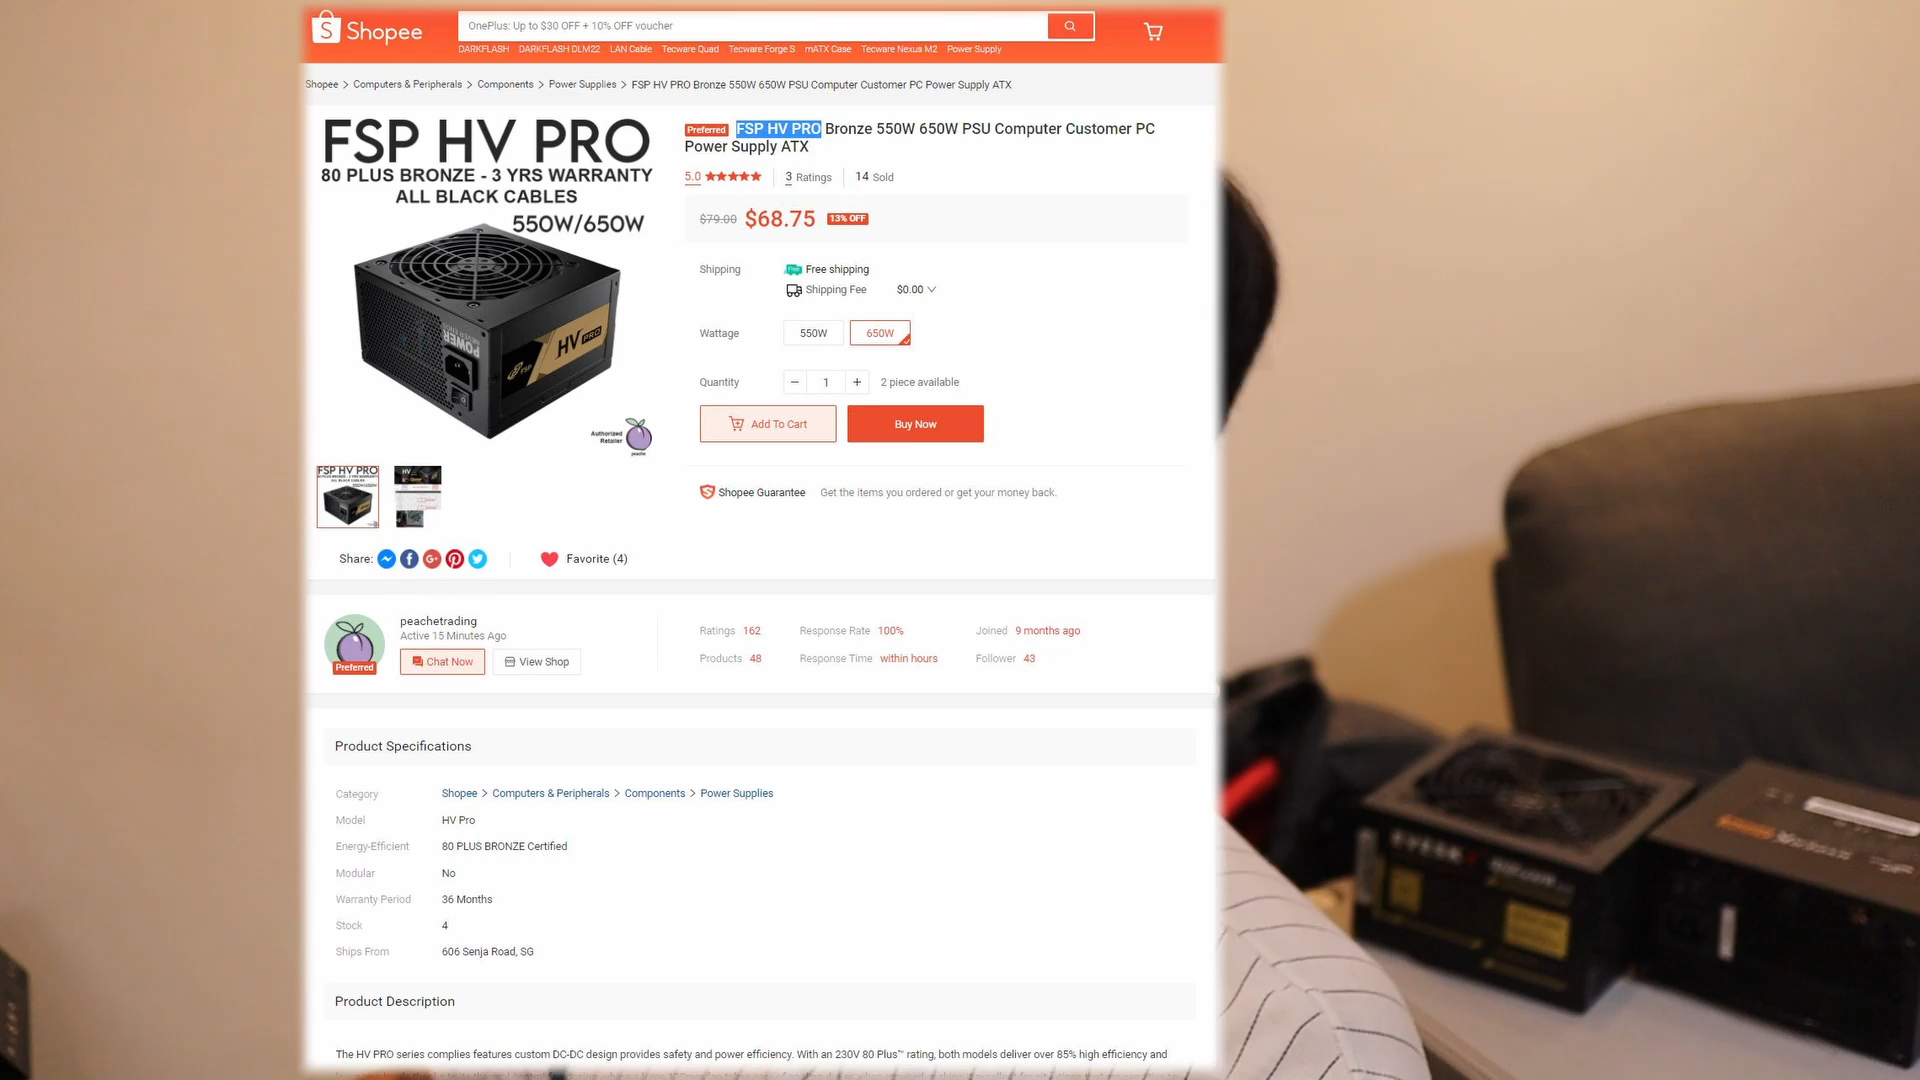 Shopee
OnePlus: Up to $30 OFF + 10% OFF voucher
DARKFLASH DARKFLASH DLM22 LAN Cable Tecware Quad Tecware Forge S mATX Case Tecware Nexus M2 Power Supply
Shopee > Computers & Peripherals > Components > Power Supplies > FSP HV PRO Bronze 550W 650W PSU Computer Customer PC Power Supply ATX
FSP HV PRO
80 PLUS BRONZE - 3 YRS WARRANTY
ALL BLACK CABLES
550W/650W
POWER
HV PRO
FSP
Authorized
Retailer
peache
Preferred FSP HV PRO Bronze 550W 650W PSU Computer Customer PC
Power Supply ATX
5.0 3 Ratings 14 Sold
$79.00 $68.75 13% OFF
Shipping Free shipping
Shipping Fee $0.00
Wattage 550W 650W
Quantity − 1 + 2 piece available
Add To Cart Buy Now
Shopee Guarantee Get the items you ordered or get your money back.
FSP HV PRO
Share: Favorite (4)
peachetrading
Active 15 Minutes Ago
Preferred
Chat Now View Shop
Ratings 162 Response Rate 100% Joined 9 months ago
Products 48 Response Time within hours Follower 43
Product Specifications
Category Shopee > Computers & Peripherals > Components > Power Supplies
Model HV Pro
Energy-Efficient 80 PLUS BRONZE Certified
Modular No
Warranty Period 36 Months
Stock 4
Ships From 606 Senja Road, SG
Product Description
The HV PRO series complies features custom DC-DC design provides safety and power efficiency. With an 230V 80 Plus™ rating, both models deliver over 85% high efficiency and